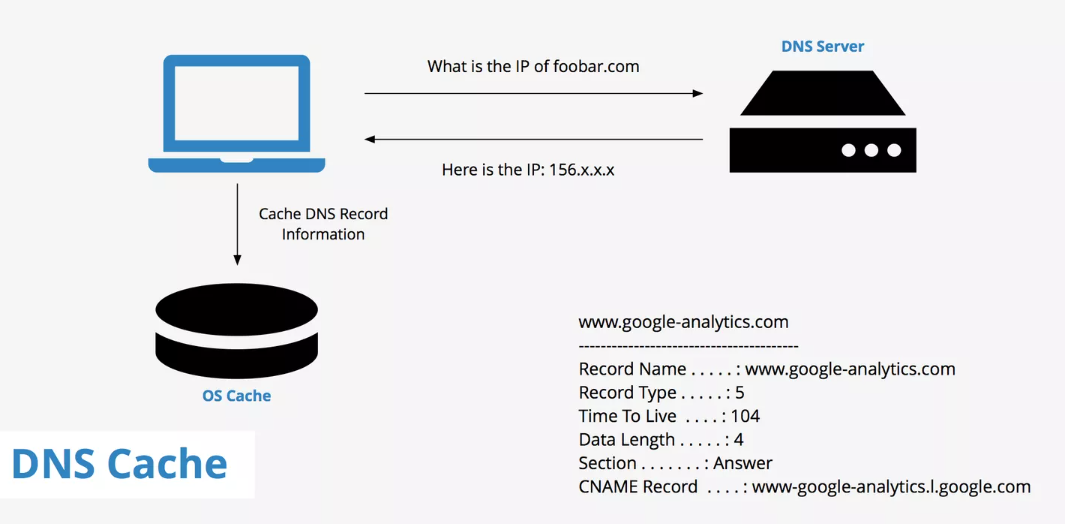 DNS Server
What is the IP of foobar.com
Here is the IP: 156.x.x.x
Cache DNS Record
Information
OS Cache
www.google-analytics.com
----------------------------------------
Record Name . . . . . : www.google-analytics.com
Record Type . . . . . : 5
Time To Live . . . . : 104
Data Length . . . . . : 4
Section . . . . . . . : Answer
CNAME Record . . . . : www-google-analytics.l.google.com
DNS Cache